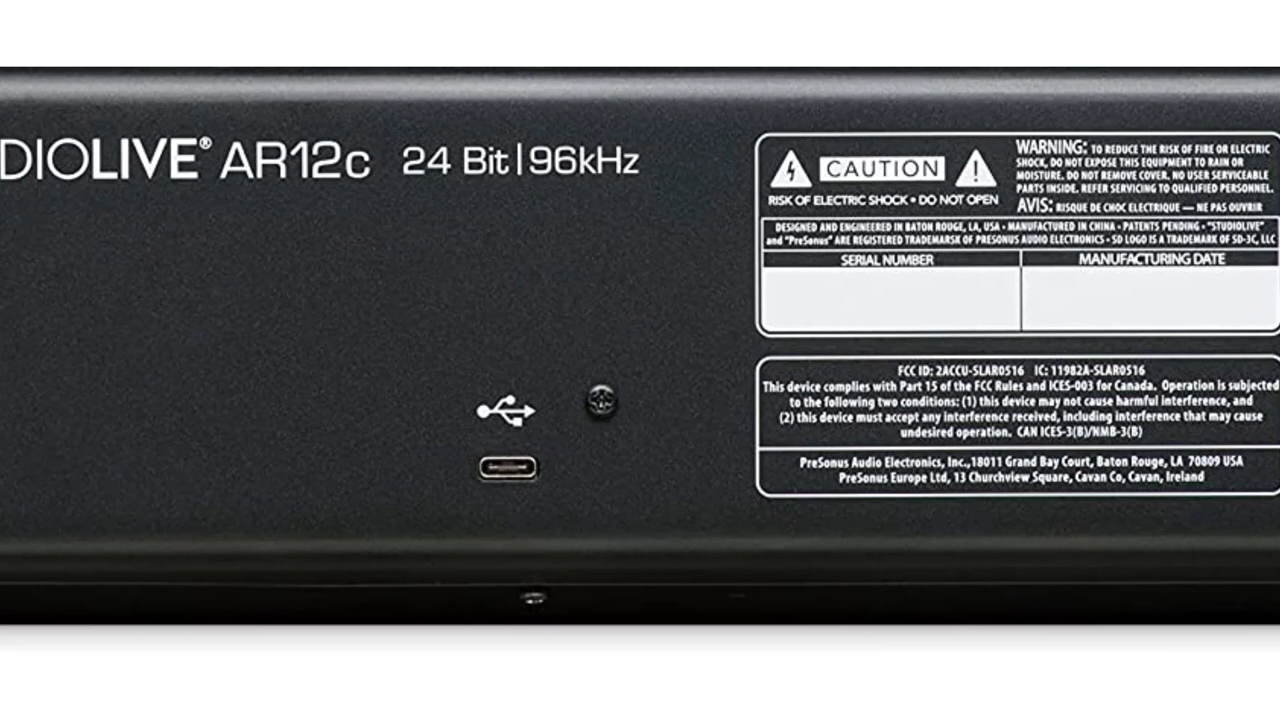 DIOLIVE® AR12c 24 Bit|96kHz
CAUTION
RISK OF ELECTRIC SHOCK • DO NOT OPEN
WARNING: TO REDUCE THE RISK OF FIRE OR ELECTRIC
SHOCK, DO NOT EXPOSE THIS EQUIPMENT TO RAIN OR
MOISTURE. DO NOT REMOVE COVER. NO USER SERVICEABLE
PARTS INSIDE. REFER SERVICING TO QUALIFIED PERSONNEL.
AVIS: RISQUE DE CHOC ELECTRIQUE — NE PAS OUVRIR
DESIGNED AND ENGINEERED IN BATON ROUGE, LA, USA • MANUFACTURED IN CHINA • PATENTS PENDING • "STUDIOLIVE"
and "PreSonus" ARE REGISTERED TRADEMARSK OF PRESONUS AUDIO ELECTRONICS • SD LOGO IS A TRADEMARK OF SD-3C, LLC
SERIAL NUMBER
MANUFACTURING DATE
FCC ID: 2ACCU-SLAR0516 IC: 11982A-SLAR0516
This device complies with Part 15 of the FCC Rules and ICES-003 for Canada. Operation is subjected
to the following two conditions: (1) this device may not cause harmful interference, and
(2) this device must accept any interference received, including interference that may cause
undesired operation. CAN ICES-3(B)/NMB-3(B)
PreSonus Audio Electronics, Inc.,18011 Grand Bay Court, Baton Rouge, LA 70809 USA
PreSonus Europe Ltd, 13 Churchview Square, Cavan Co, Cavan, Ireland